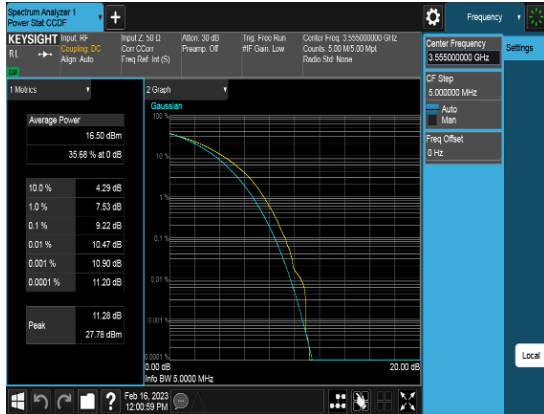 Spectrum Analyzer 1
Power Stat CCDF
Frequency
KEYSIGHT
RL
Input: RF
Coupling: DC
Align: Auto
Input Z: 50 Ω
Corr CCorr
Freq Ref: Int (S)
Atten: 30 dB
Preamp: Off
Trig: Free Run
#IF Gain: Low
Center Freq: 3.555000000 GHz
Counts: 5.00 M/5.00 Mpt
Radio Std: None
Center Frequency
3.555000000 GHz
Settings
CF Step
5.000000 MHz
Auto
Man
Freq Offset
0 Hz
Local
1 Metrics
Average Power
16.50 dBm
35.68 % at 0 dB
10.0 % 4.29 dB
1.0 % 7.53 dB
0.1 % 9.22 dB
0.01 % 10.47 dB
0.001 % 10.90 dB
0.0001 % 11.20 dB
Peak
11.28 dB
27.78 dBm
2 Graph
Gaussian
100 %
10 %
1 %
0.1 %
0.01 %
0.001 %
0.0001 %
0.00 dB
20.00 dB
Info BW 5.0000 MHz
?
Feb 16, 2023
12:00:59 PM